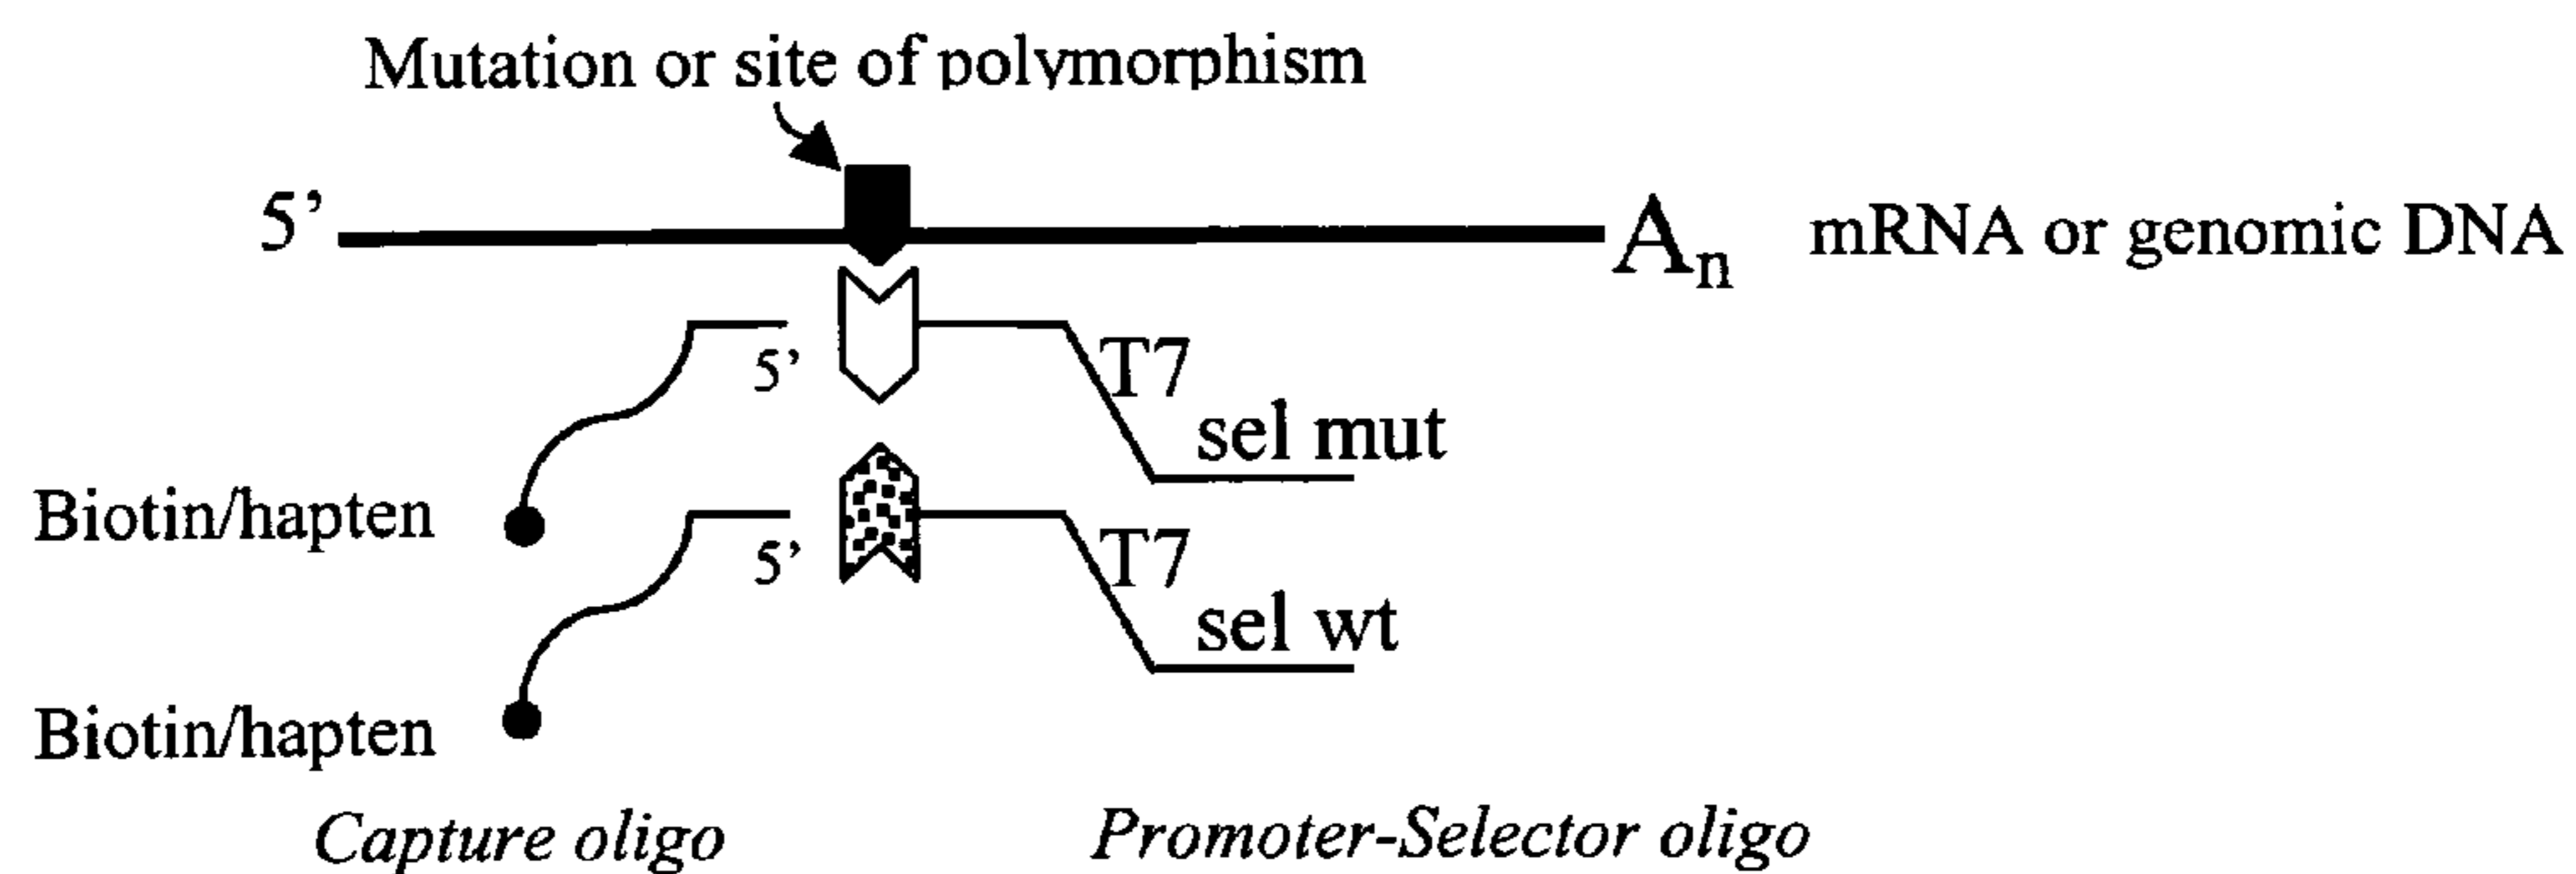 Mutation or site of polymorphism
5’ An mRNA or genomic DNA
5’ T7
sel mut
Biotin/hapten
5’ T7
sel wt
Biotin/hapten
Capture oligo Promoter-Selector oligo